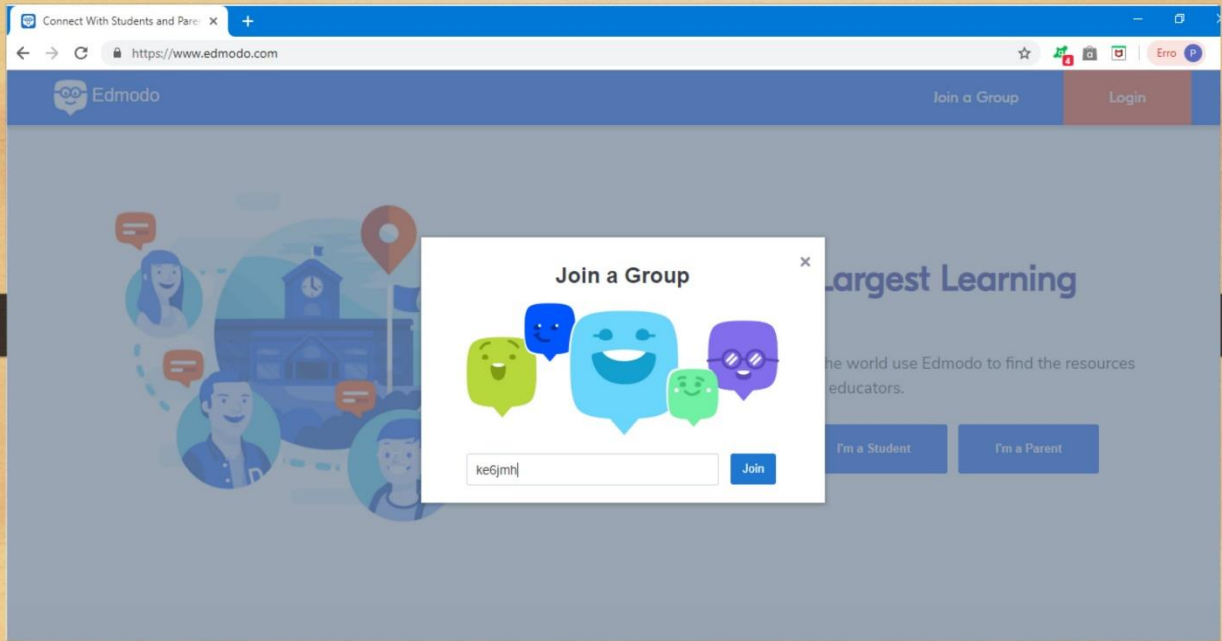 Connect With Students and Pare
https://www.edmodo.com
4
a
Erro
P
Edmodo
Join a Group
Login
Join a Group
Largest Learning
he world use Edmodo to find the resources
educators.
I'm a Student
I'm a Parent
ke6jmh
Join
D